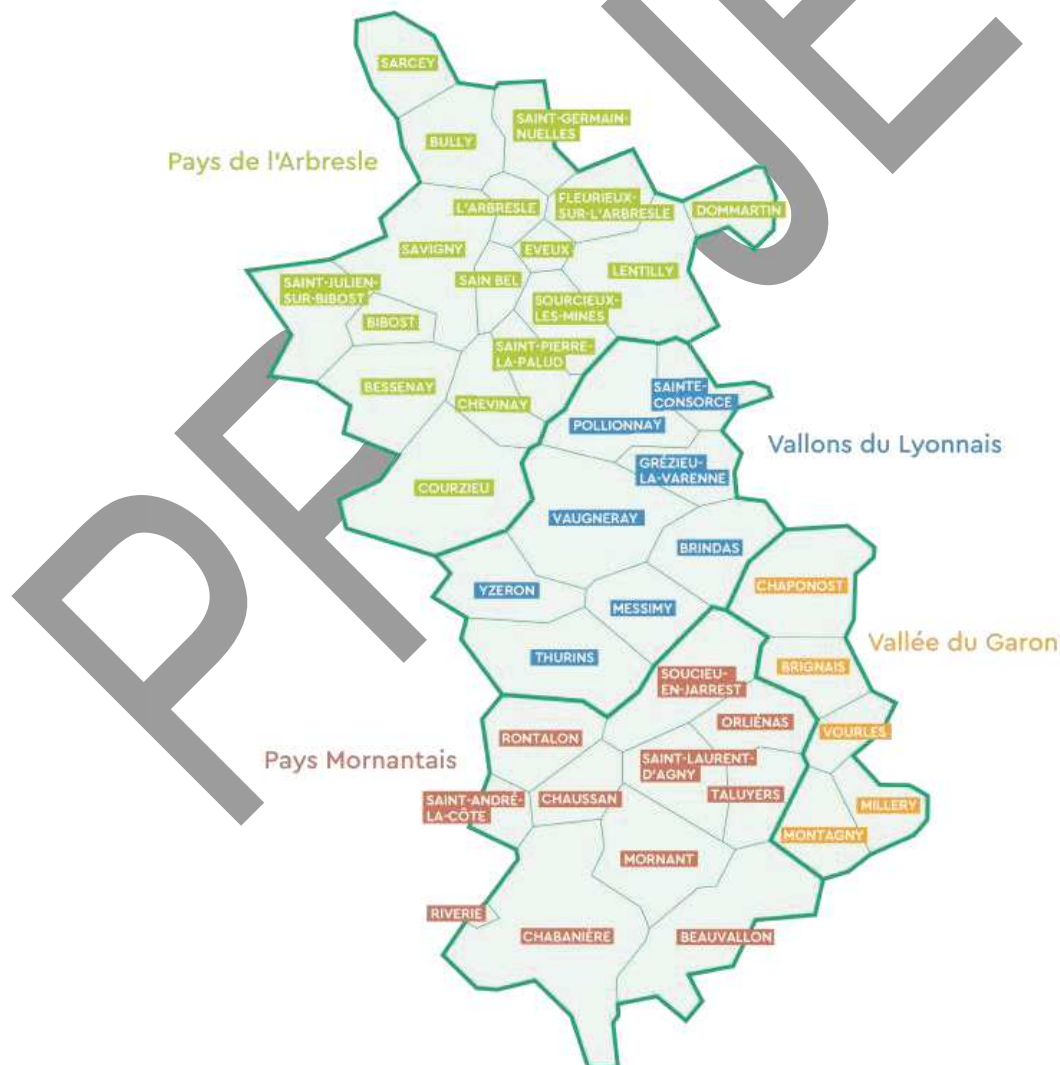 SARCEY
SAINT-GERMAIN-
NUELLES
BULLY
Pays de l'Arbresle
L'ARBRESLE
FLEURIEUX-
SUR-L'ARBRESLE
DOMMARTIN
SAVIGNY
EVEUX
LENTILLY
SAIN BEL
SAINT-JULIEN-
SUR-BIBOST
SOURCIEUX-
LES-MINES
BIBOST
SAINT-PIERRE-
LA-PALUD
BESSENAY
CHEVINAY
SAINTE-
CONSORCE
POLLIONNAY
Vallons du Lyonnais
GRÉZIEU-
LA-VARENNE
COURZIEU
VAUGNERAY
BRINDAS
YZERON
MESSIMY
CHAPONOST
Vallée du Garon
THURINS
BRIGNAIS
SOUCIEU-
EN-JARREST
ORLIÉNAS
VOURLES
RONTALON
Pays Mornantais
SAINT-LAURENT-
D'AGNY
TALUYERS
SAINT-ANDRÉ-
LA-CÔTE
CHAUSSAN
MILLERY
MONTAGNY
MORNANT
RIVERIE
CHABANIÈRE
BEAUVALLON